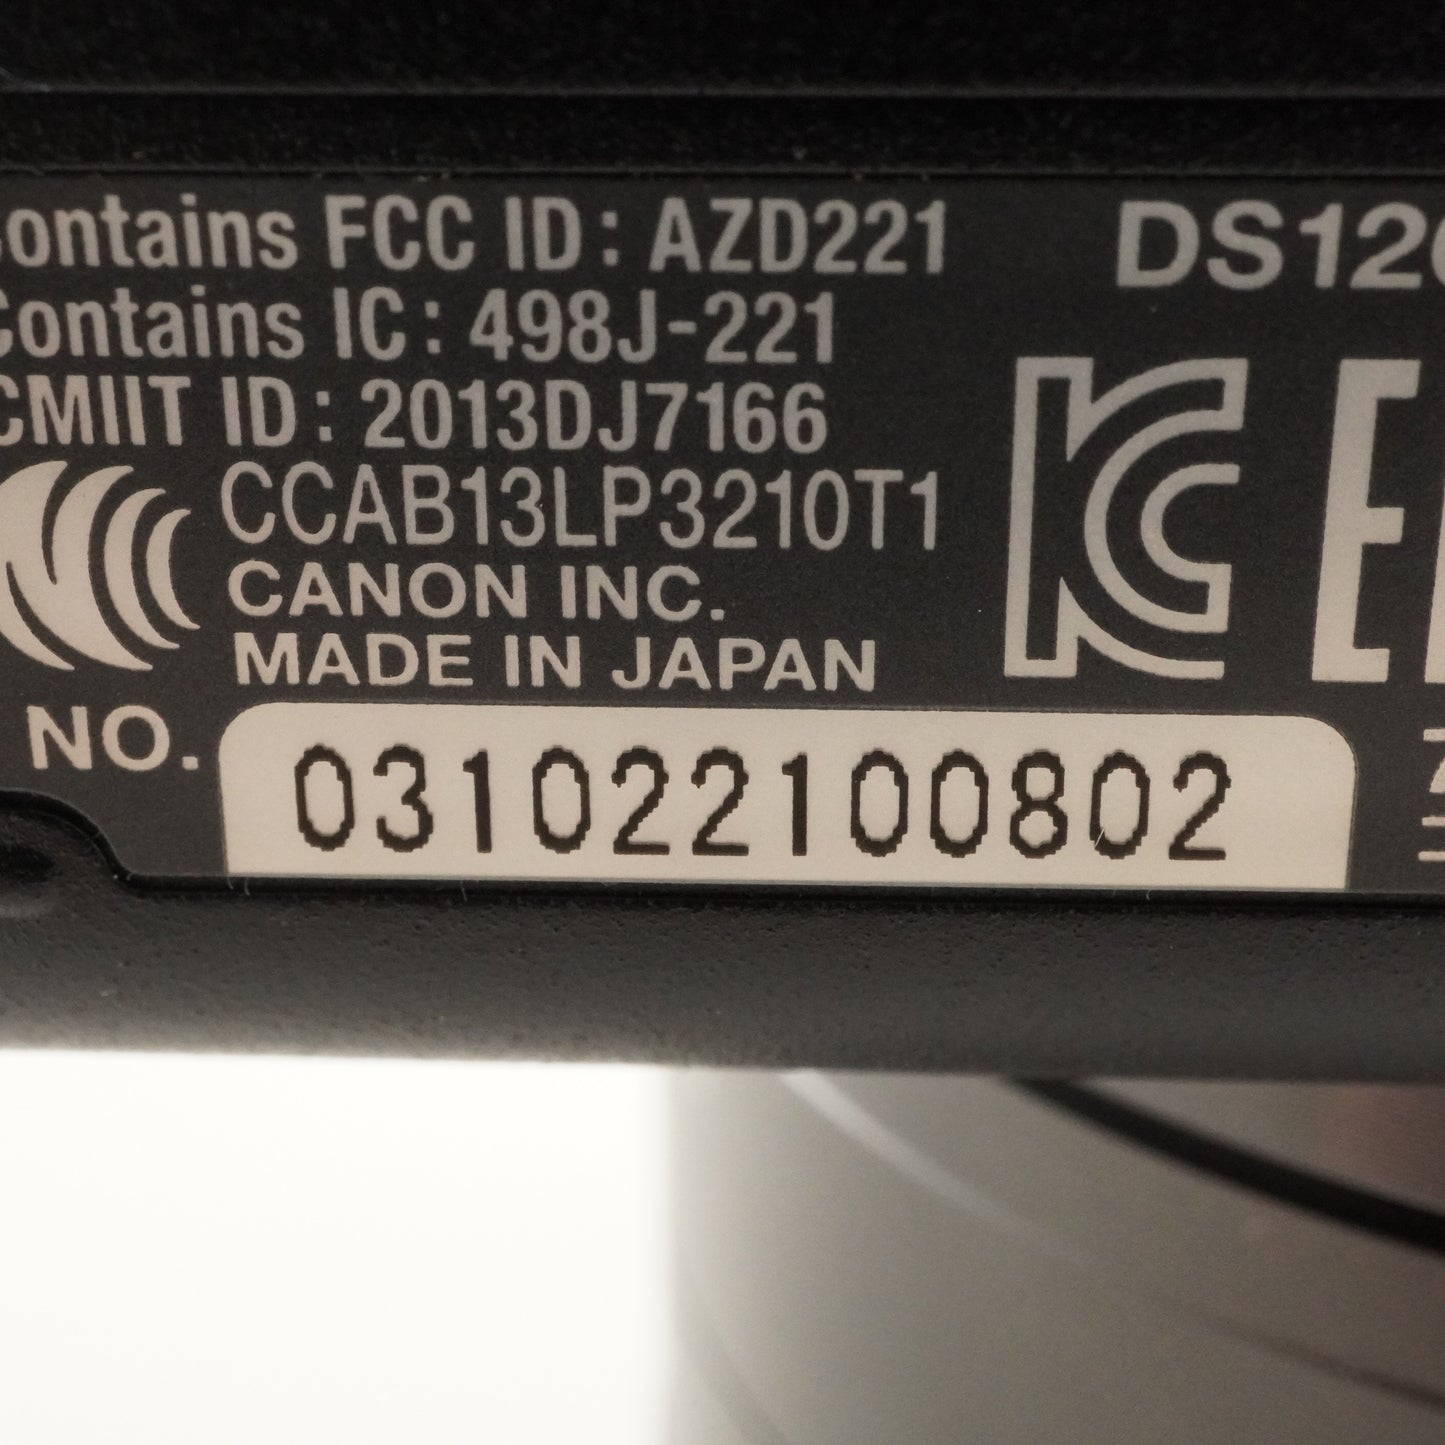 Contains FCC ID: AZD221
Contains IC: 498J-221
CMIIT ID: 2013DJ7166
CCAB13LP3210T1
CANON INC.
MADE IN JAPAN
NO. 031022100802
DS126